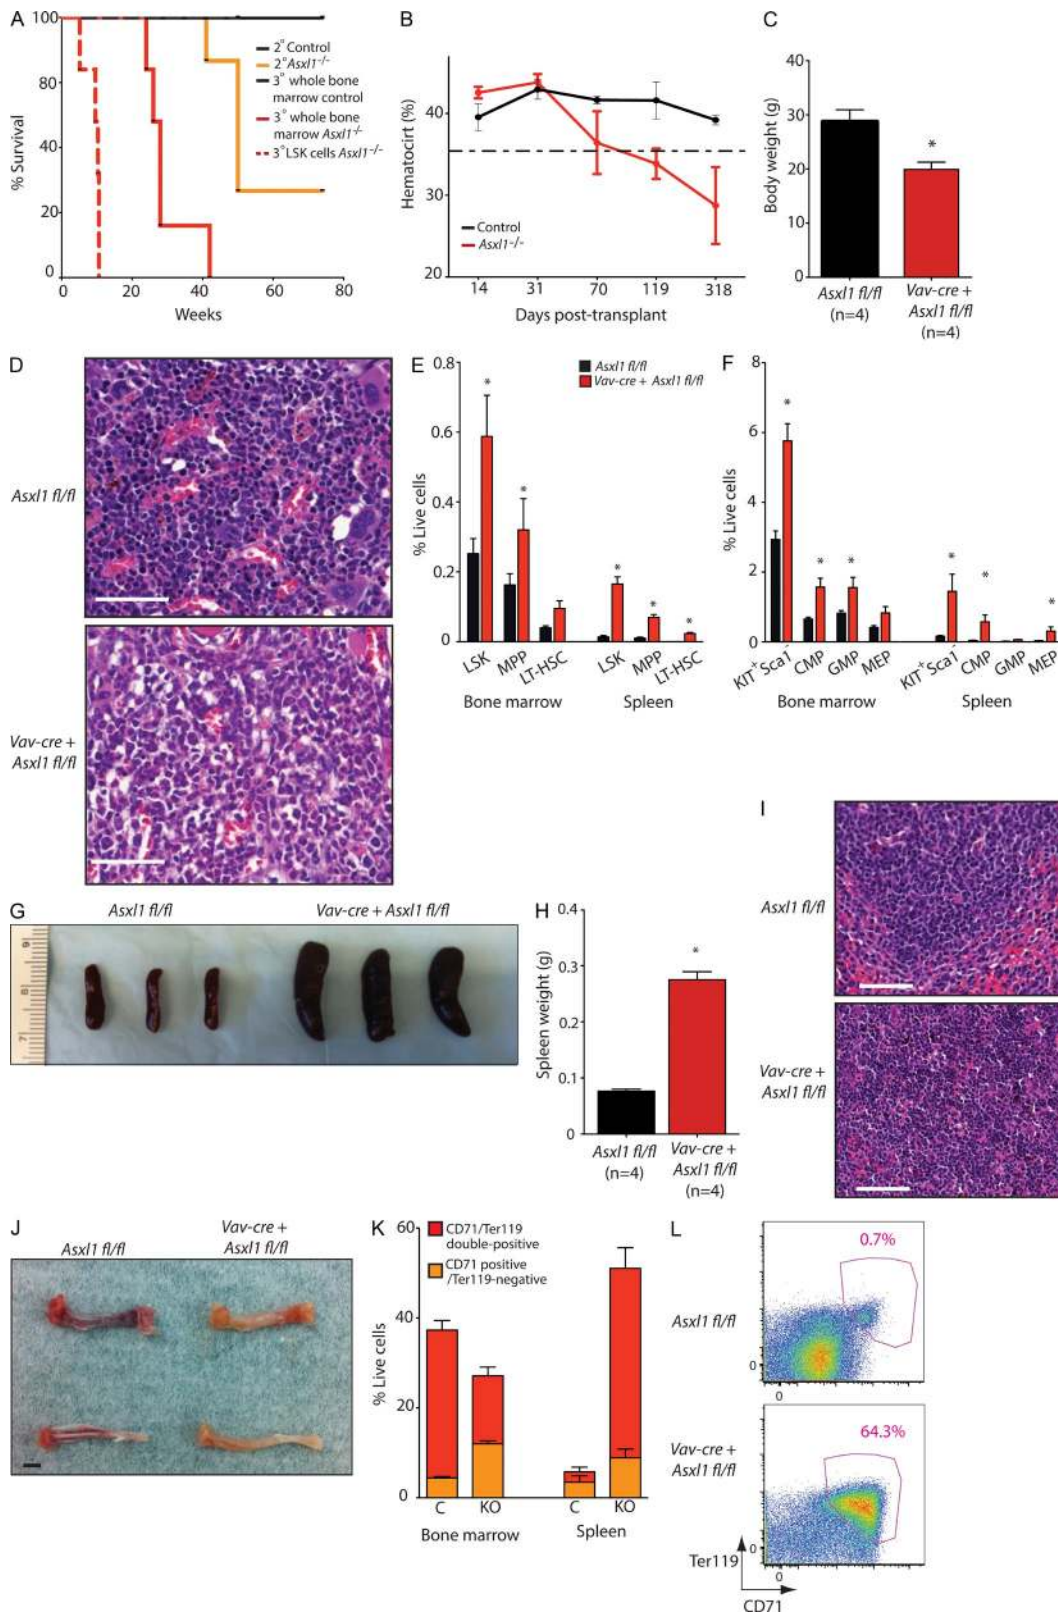 A
100
80
60
40
20
0
% Survival
0 20 40 60 80
Weeks
2° Control
2° Asxl1-/-
3° whole bone
marrow control
3° whole bone
marrow Asxl1-/-
3° LSK cells Asxl1-/-
B
40
30
20
Hematocirt (%)
Control
Asxl1-/-
14 31 70 119 318
Days post-transplant
C
40
30
20
10
0
Body weight (g)
*
Asxl1 fl/fl
(n=4)
Vav-cre +
Asxl1 fl/fl
(n=4)
D
Asxl1 fl/fl
Vav-cre +
Asxl1 fl/fl
E
Asxl1 fl/fl
Vav-cre + Asxl1 fl/fl
0.8
0.6
0.4
0.2
0
% Live cells
* * * * *
LSK MPP LT-HSC LSK MPP LT-HSC
Bone marrow Spleen
F
8
6
4
2
0
% Live cells
* * * * * *
KIT+Sca1- CMP GMP MEP KIT+Sca1- CMP GMP MEP
Bone marrow Spleen
G
Asxl1 fl/fl Vav-cre + Asxl1 fl/fl
9
8
7
H
0.4
0.3
0.2
0.1
0
Spleen weight (g)
*
Asxl1 fl/fl
(n=4)
Vav-cre +
Asxl1 fl/fl
(n=4)
I
Asxl1 fl/fl
Vav-cre +
Asxl1 fl/fl
J
Asxl1 fl/fl
Vav-cre +
Asxl1 fl/fl
K
60
40
20
0
% Live cells
CD71/Ter119
double-positive
CD71 positive
/Ter119-negative
C KO C KO
Bone marrow Spleen
L
0.7%
Asxl1 fl/fl
0
0
64.3%
Vav-cre +
Asxl1 fl/fl
0
0
Ter119
CD71